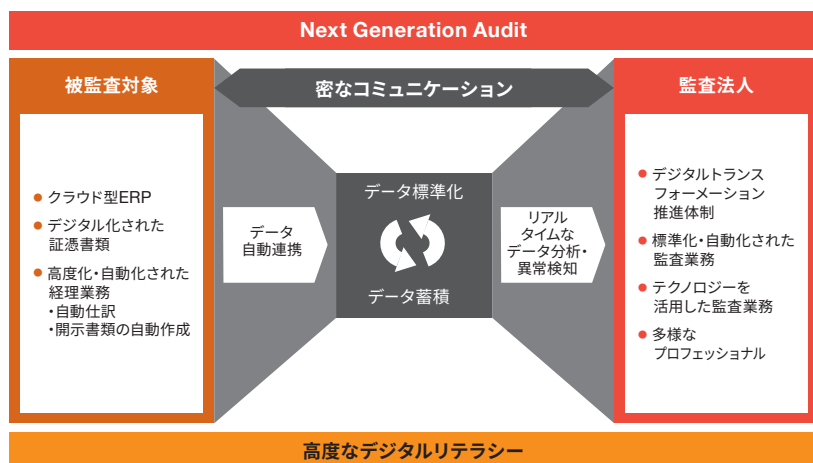 Next Generation Audit
被監査対象
密なコミュニケーション
監査法人
● クラウド型ERP
● デジタル化された
証憑書類
● 高度化・自動化された
経理業務
・自動仕訳
・開示書類の自動作成
データ
自動連携
データ標準化
データ蓄積
リアル
タイムな
データ分析・
異常検知
● デジタルトランス
フォーメーション
推進体制
● 標準化・自動化された
監査業務
● テクノロジーを
活用した監査業務
● 多様な
プロフェッショナル
高度なデジタルリテラシー